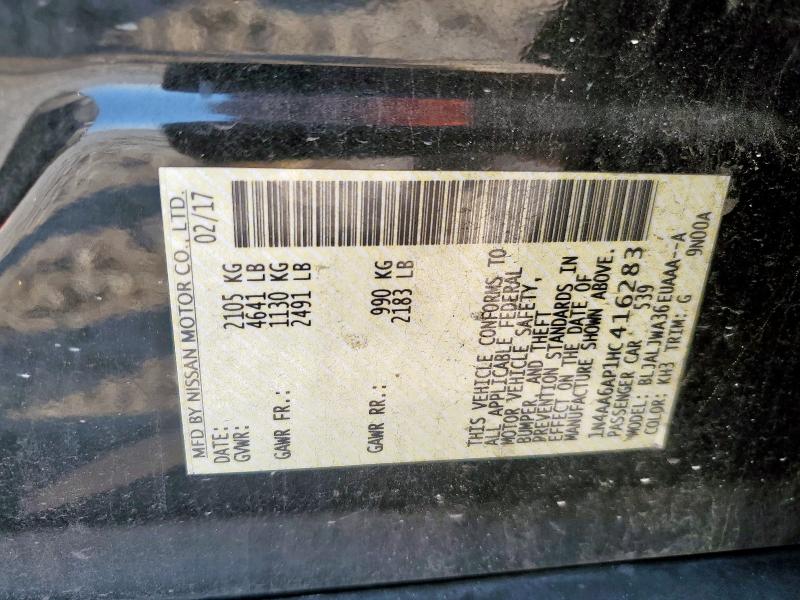 MFD BY NISSAN MOTOR CO., LTD.
DATE: 02/17
GVWR: 2105 KG
4641 LB
GAWR FR.: 1130 KG
2491 LB
GAWR RR.: 990 KG
2183 LB
THIS VEHICLE CONFORMS TO
ALL APPLICABLE FEDERAL
MOTOR VEHICLE SAFETY,
BUMPER, AND THEFT
PREVENTION STANDARDS IN
EFFECT ON THE DATE OF
MANUFACTURE SHOWN ABOVE.
1N4AA6AP1HC416283
PASSENGER CAR 539
MODEL: BLJALJWA36EUAAA--A
COLOR: KH3 TRIM: G 9N00A